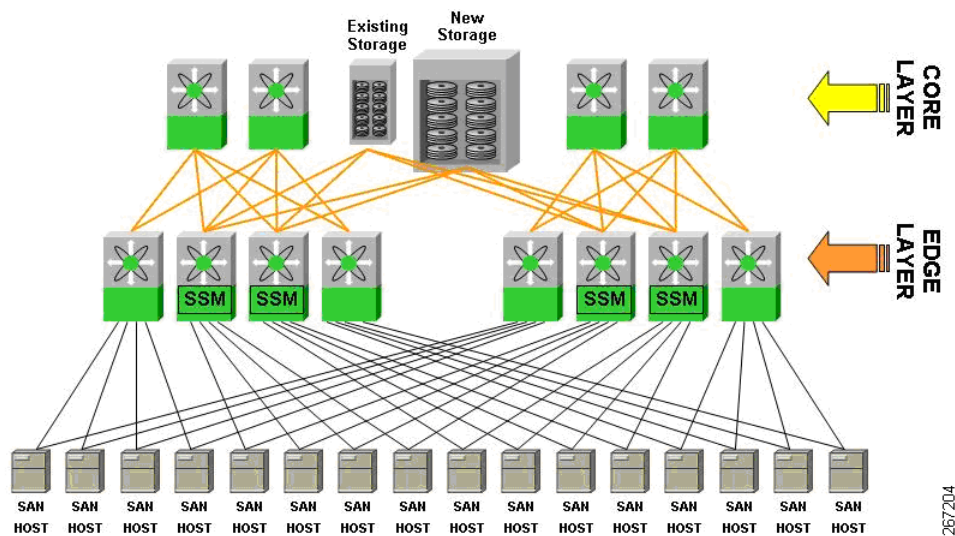 Existing
Storage
New
Storage
CORE
LAYER
EDGE
LAYER
SSM SSM SSM SSM
SAN SAN SAN SAN SAN SAN SAN SAN SAN SAN SAN SAN SAN SAN SAN SAN
HOST HOST HOST HOST HOST HOST HOST HOST HOST HOST HOST HOST HOST HOST HOST HOST
267204